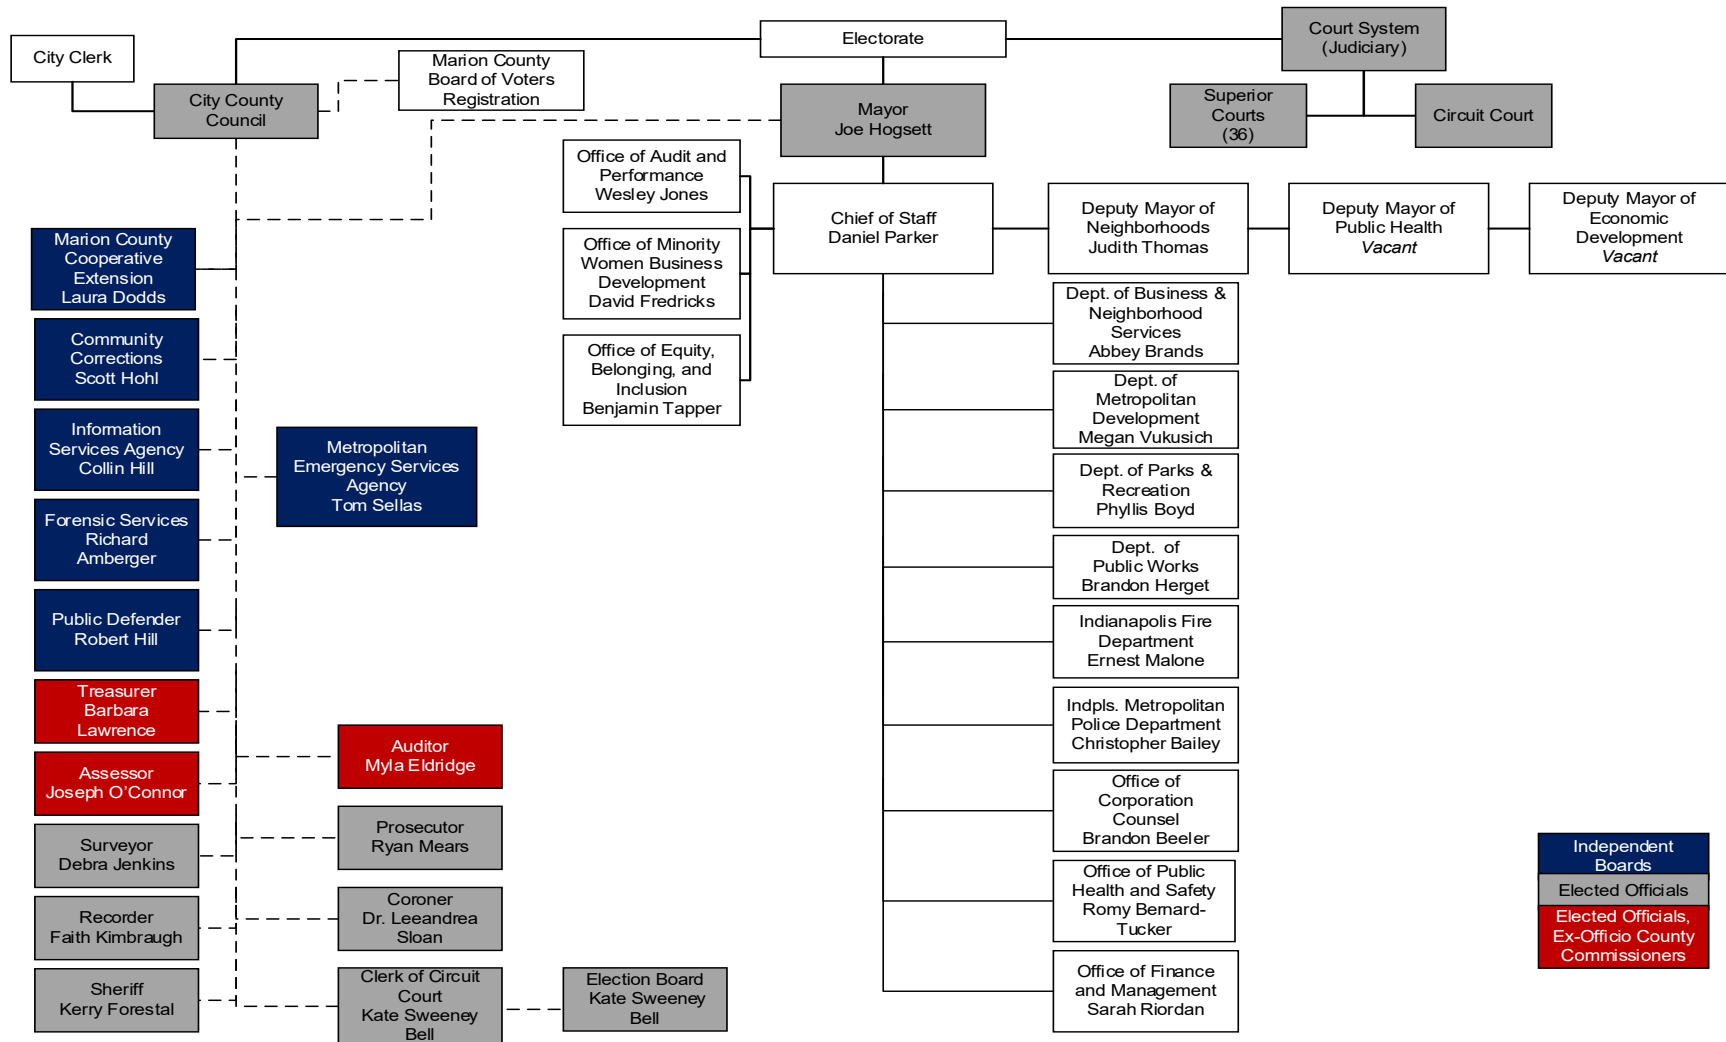 Electorate
Court System
(Judiciary)
City Clerk
Marion County
Board of Voters
Registration
City County
Council
Mayor
Joe Hogsett
Superior
Courts
(36)
Circuit Court
Office of Audit and
Performance
Wesley Jones
Chief of Staff
Daniel Parker
Deputy Mayor of
Neighborhoods
Judith Thomas
Deputy Mayor of
Public Health
Vacant
Deputy Mayor of
Economic
Development
Vacant
Office of Minority
Women Business
Development
David Fredricks
Office of Equity,
Belonging, and
Inclusion
Benjamin Tapper
Marion County
Cooperative
Extension
Laura Dodds
Community
Corrections
Scott Hohl
Information
Services Agency
Collin Hill
Metropolitan
Emergency Services
Agency
Tom Sellas
Forensic Services
Richard
Amberger
Public Defender
Robert Hill
Treasurer
Barbara
Lawrence
Assessor
Joseph O’Connor
Auditor
Myla Eldridge
Surveyor
Debra Jenkins
Prosecutor
Ryan Mears
Recorder
Faith Kimbraugh
Coroner
Dr. Leeandrea
Sloan
Sheriff
Kerry Forestal
Clerk of Circuit
Court
Kate Sweeney
Bell
Election Board
Kate Sweeney
Bell
Dept. of Business &
Neighborhood
Services
Abbey Brands
Dept. of
Metropolitan
Development
Megan Vukusich
Dept. of Parks &
Recreation
Phyllis Boyd
Dept. of
Public Works
Brandon Herget
Indianapolis Fire
Department
Ernest Malone
Indpls. Metropolitan
Police Department
Christopher Bailey
Office of
Corporation
Counsel
Brandon Beeler
Office of Public
Health and Safety
Romy Bernard-
Tucker
Office of Finance
and Management
Sarah Riordan
Independent
Boards
Elected Officials
Elected Officials,
Ex-Officio County
Commissioners